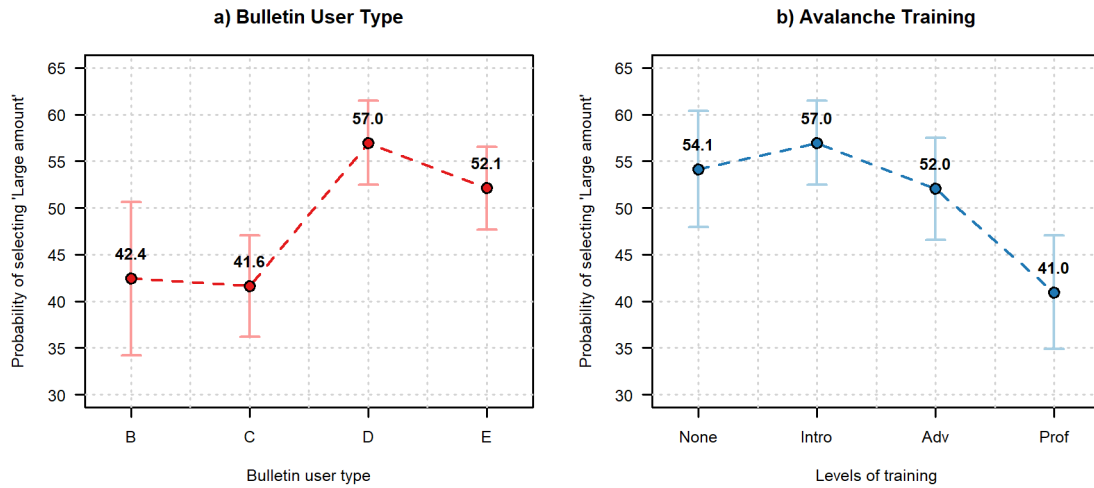 a) Bulletin User Type
Probability of selecting 'Large amount'
65
60
55
50
45
40
35
30
42.4
41.6
57.0
52.1
B
C
D
E
Bulletin user type
b) Avalanche Training
Probability of selecting 'Large amount'
65
60
55
50
45
40
35
30
54.1
57.0
52.0
41.0
None
Intro
Adv
Prof
Levels of training